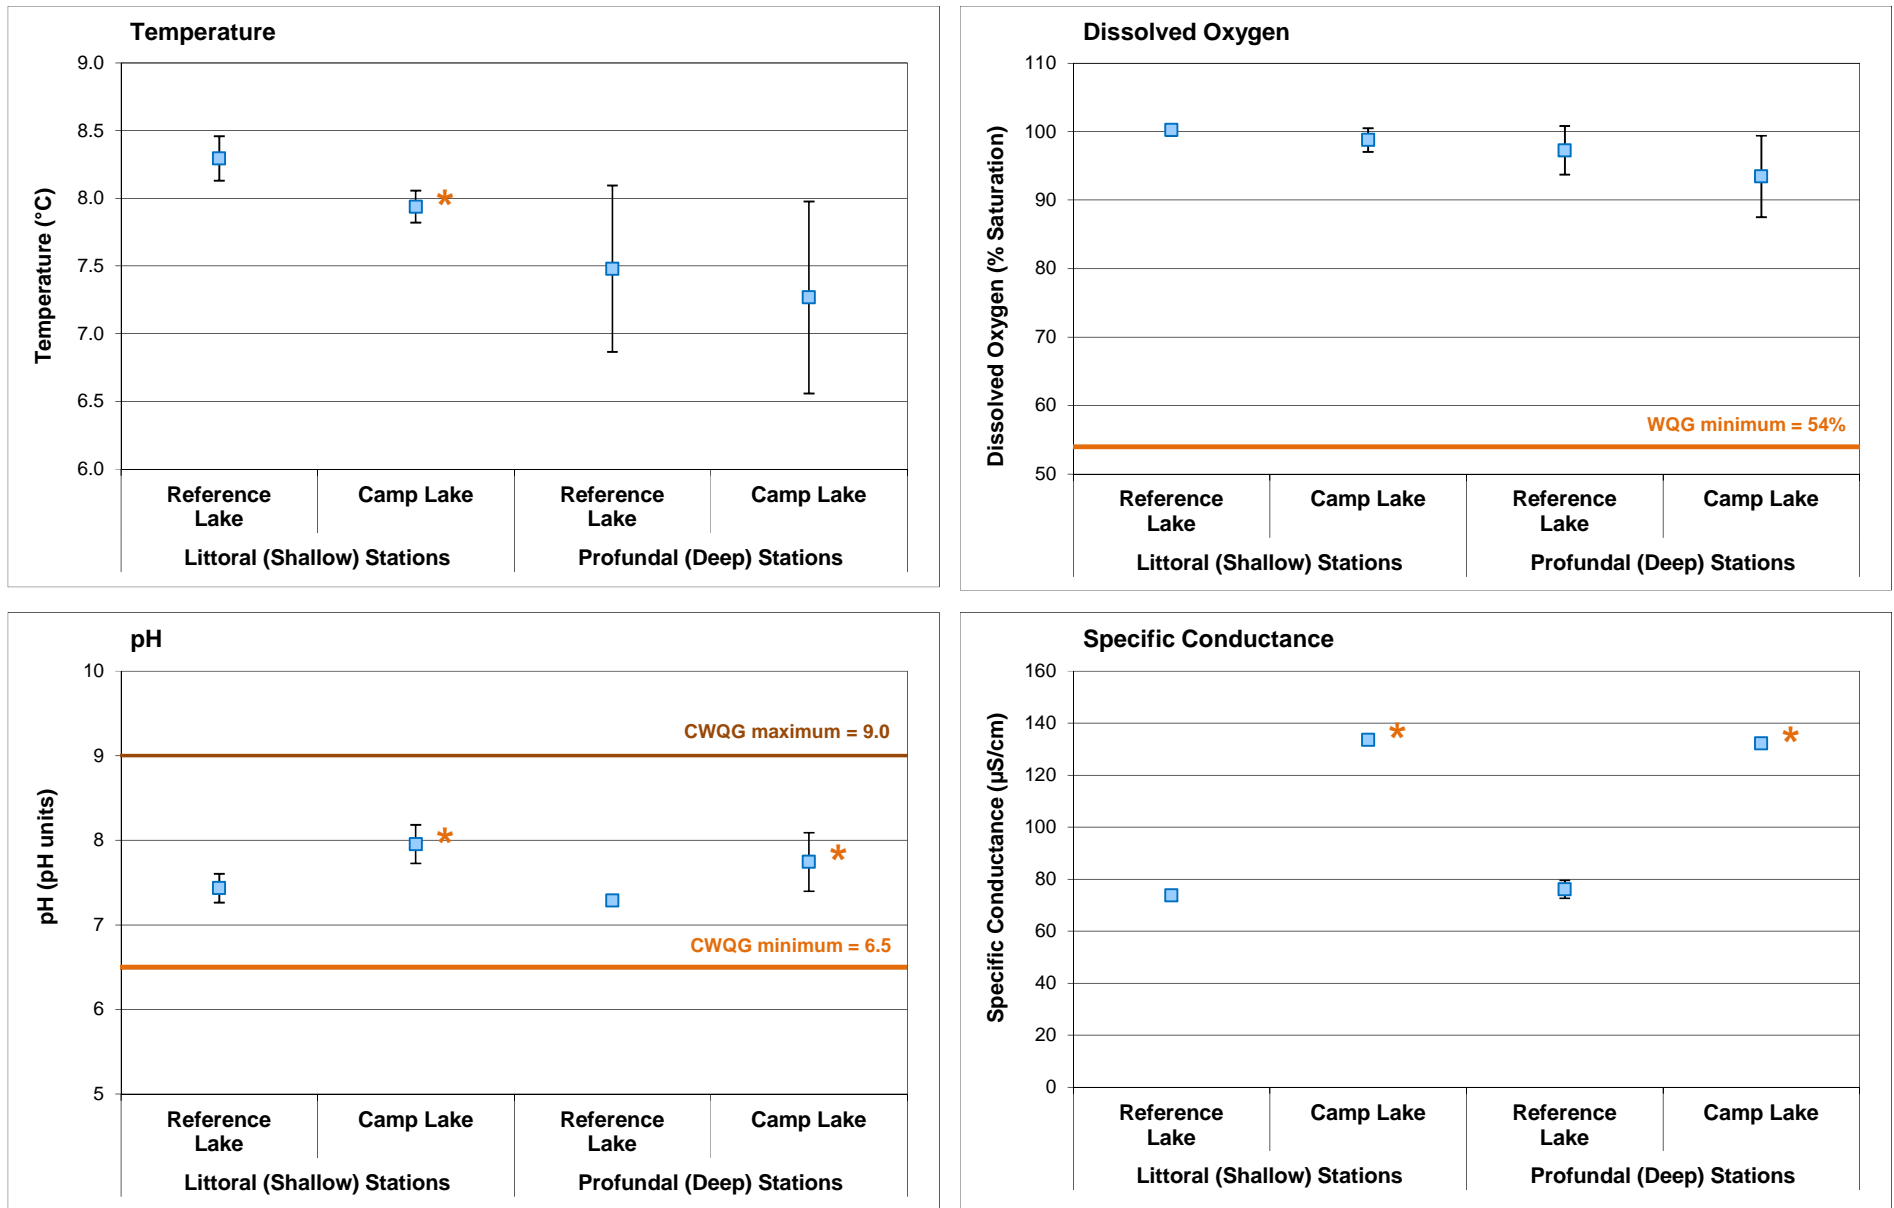 Temperature
Temperature (°C)
9.0
8.5
8.0
7.5
7.0
6.5
6.0
*
Reference Lake
Camp Lake
Reference Lake
Camp Lake
Littoral (Shallow) Stations
Profundal (Deep) Stations
Dissolved Oxygen
Dissolved Oxygen (% Saturation)
110
100
90
80
70
60
50
WQG minimum = 54%
Reference Lake
Camp Lake
Reference Lake
Camp Lake
Littoral (Shallow) Stations
Profundal (Deep) Stations
pH
pH (pH units)
10
9
8
7
6
5
CWQG maximum = 9.0
*
*
CWQG minimum = 6.5
Reference Lake
Camp Lake
Reference Lake
Camp Lake
Littoral (Shallow) Stations
Profundal (Deep) Stations
Specific Conductance
Specific Conductance (µS/cm)
160
140
120
100
80
60
40
20
0
*
*
Reference Lake
Camp Lake
Reference Lake
Camp Lake
Littoral (Shallow) Stations
Profundal (Deep) Stations